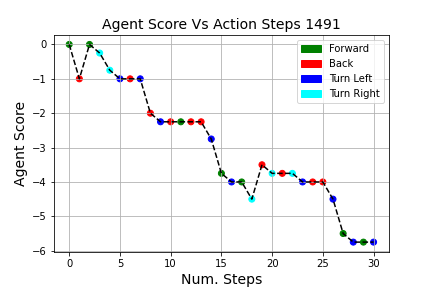 Agent Score Vs Action Steps 1491
Forward
Back
Turn Left
Turn Right
Agent Score
0
−1
−2
−3
−4
−5
−6
0 5 10 15 20 25 30
Num. Steps